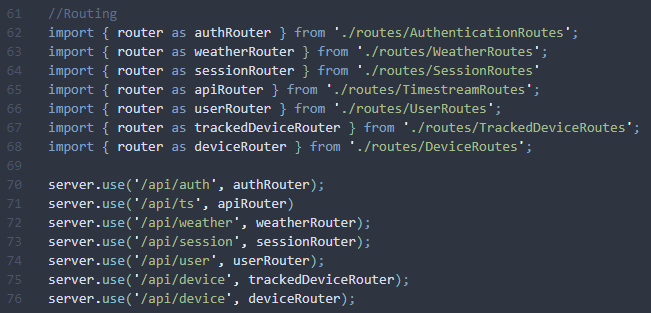 61 //Routing
62 import { router as authRouter } from './routes/AuthenticationRoutes';
63 import { router as weatherRouter } from './routes/WeatherRoutes';
64 import { router as sessionRouter } from './routes/SessionRoutes'
65 import { router as apiRouter } from './routes/TimestreamRoutes';
66 import { router as userRouter } from './routes/UserRoutes';
67 import { router as trackedDeviceRouter } from './routes/TrackedDeviceRoutes';
68 import { router as deviceRouter } from './routes/DeviceRoutes';
69
70 server.use('/api/auth', authRouter);
71 server.use('/api/ts', apiRouter)
72 server.use('/api/weather', weatherRouter);
73 server.use('/api/session', sessionRouter);
74 server.use('/api/user', userRouter);
75 server.use('/api/device', trackedDeviceRouter);
76 server.use('/api/device', deviceRouter);